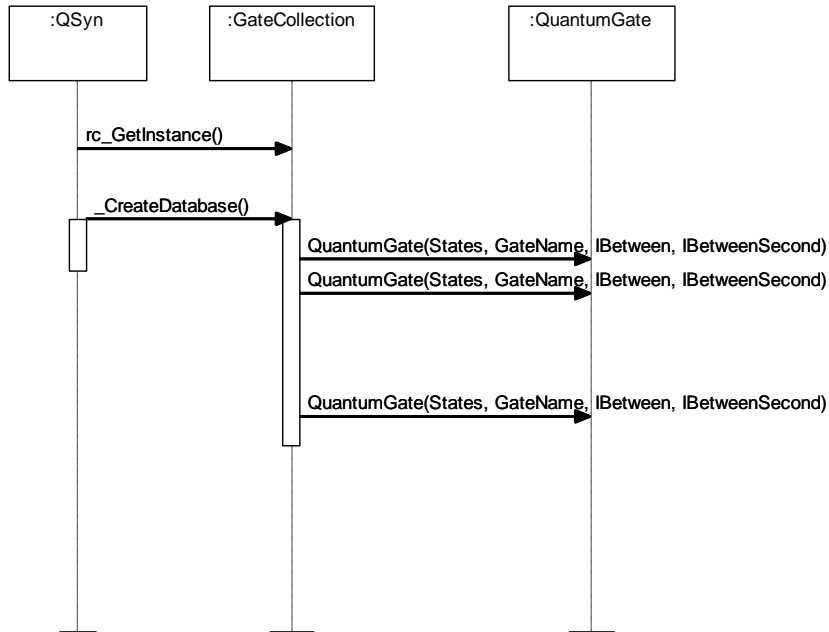 :QSyn
:GateCollection
:QuantumGate
rc_GetInstance()
_CreateDatabase()
QuantumGate(States, GateName, IBetween, IBetweenSecond)
QuantumGate(States, GateName, IBetween, IBetweenSecond)
QuantumGate(States, GateName, IBetween, IBetweenSecond)